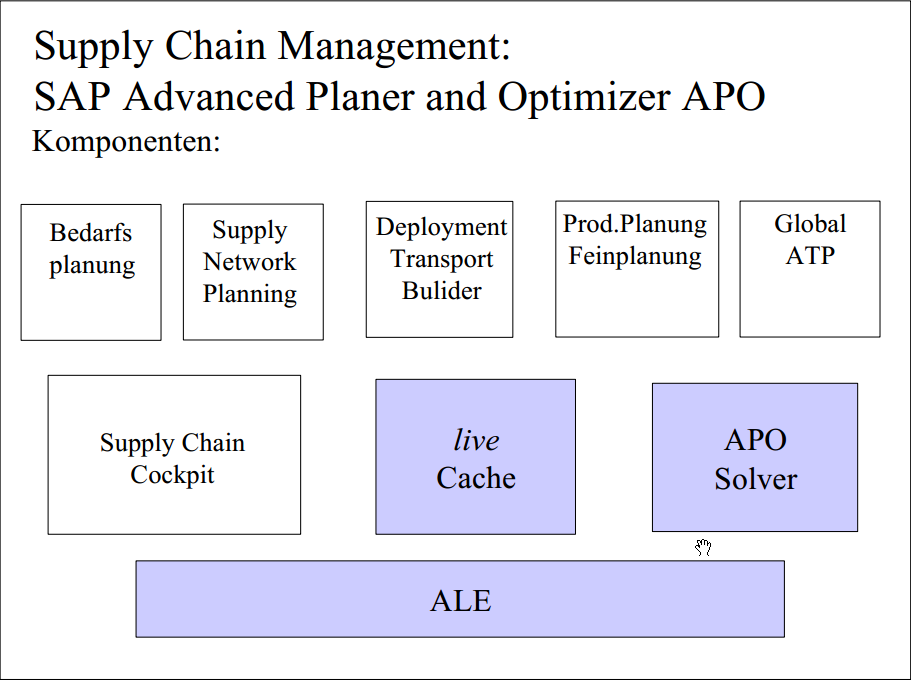 Supply Chain Management:
SAP Advanced Planer and Optimizer APO
Komponenten:
Bedarfs
planung
Supply
Network
Planning
Deployment
Transport
Bulider
Prod.Planung
Feinplanung
Global
ATP
Supply Chain
Cockpit
live
Cache
APO
Solver
ALE